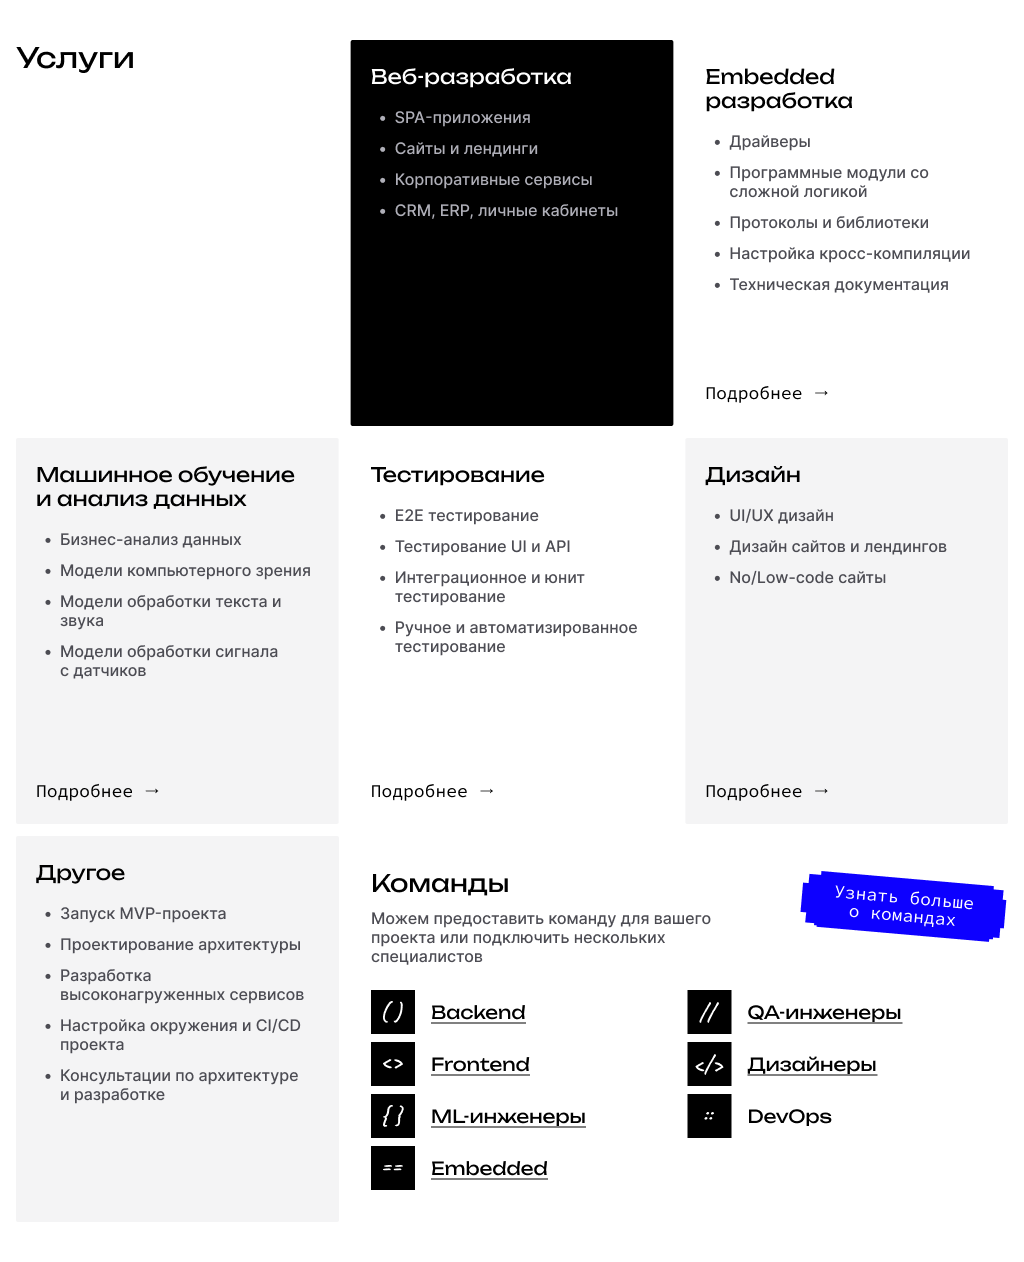 Услуги
Веб-разработка
• SPA-приложения
• Сайты и лендинги
• Корпоративные сервисы
• CRM, ERP, личные кабинеты
Embedded
разработка
• Драйверы
• Программные модули со
сложной логикой
• Протоколы и библиотеки
• Настройка кросс-компиляции
• Техническая документация
Подробнее →
Машинное обучение
и анализ данных
• Бизнес-анализ данных
• Модели компьютерного зрения
• Модели обработки текста и
звука
• Модели обработки сигнала
с датчиков
Подробнее →
Тестирование
• E2E тестирование
• Тестирование UI и API
• Интеграционное и юнит
тестирование
• Ручное и автоматизированное
тестирование
Подробнее →
Дизайн
• UI/UX дизайн
• Дизайн сайтов и лендингов
• No/Low-code сайты
Подробнее →
Другое
• Запуск MVP-проекта
• Проектирование архитектуры
• Разработка
высоконагруженных сервисов
• Настройка окружения и CI/CD
проекта
• Консультации по архитектуре
и разработке
Команды
Можем предоставить команду для вашего
проекта или подключить нескольких
специалистов
Узнать больше
о командах
() Backend
<> Frontend
{} ML-инженеры
== Embedded
// QA-инженеры
</> Дизайнеры
:: DevOps